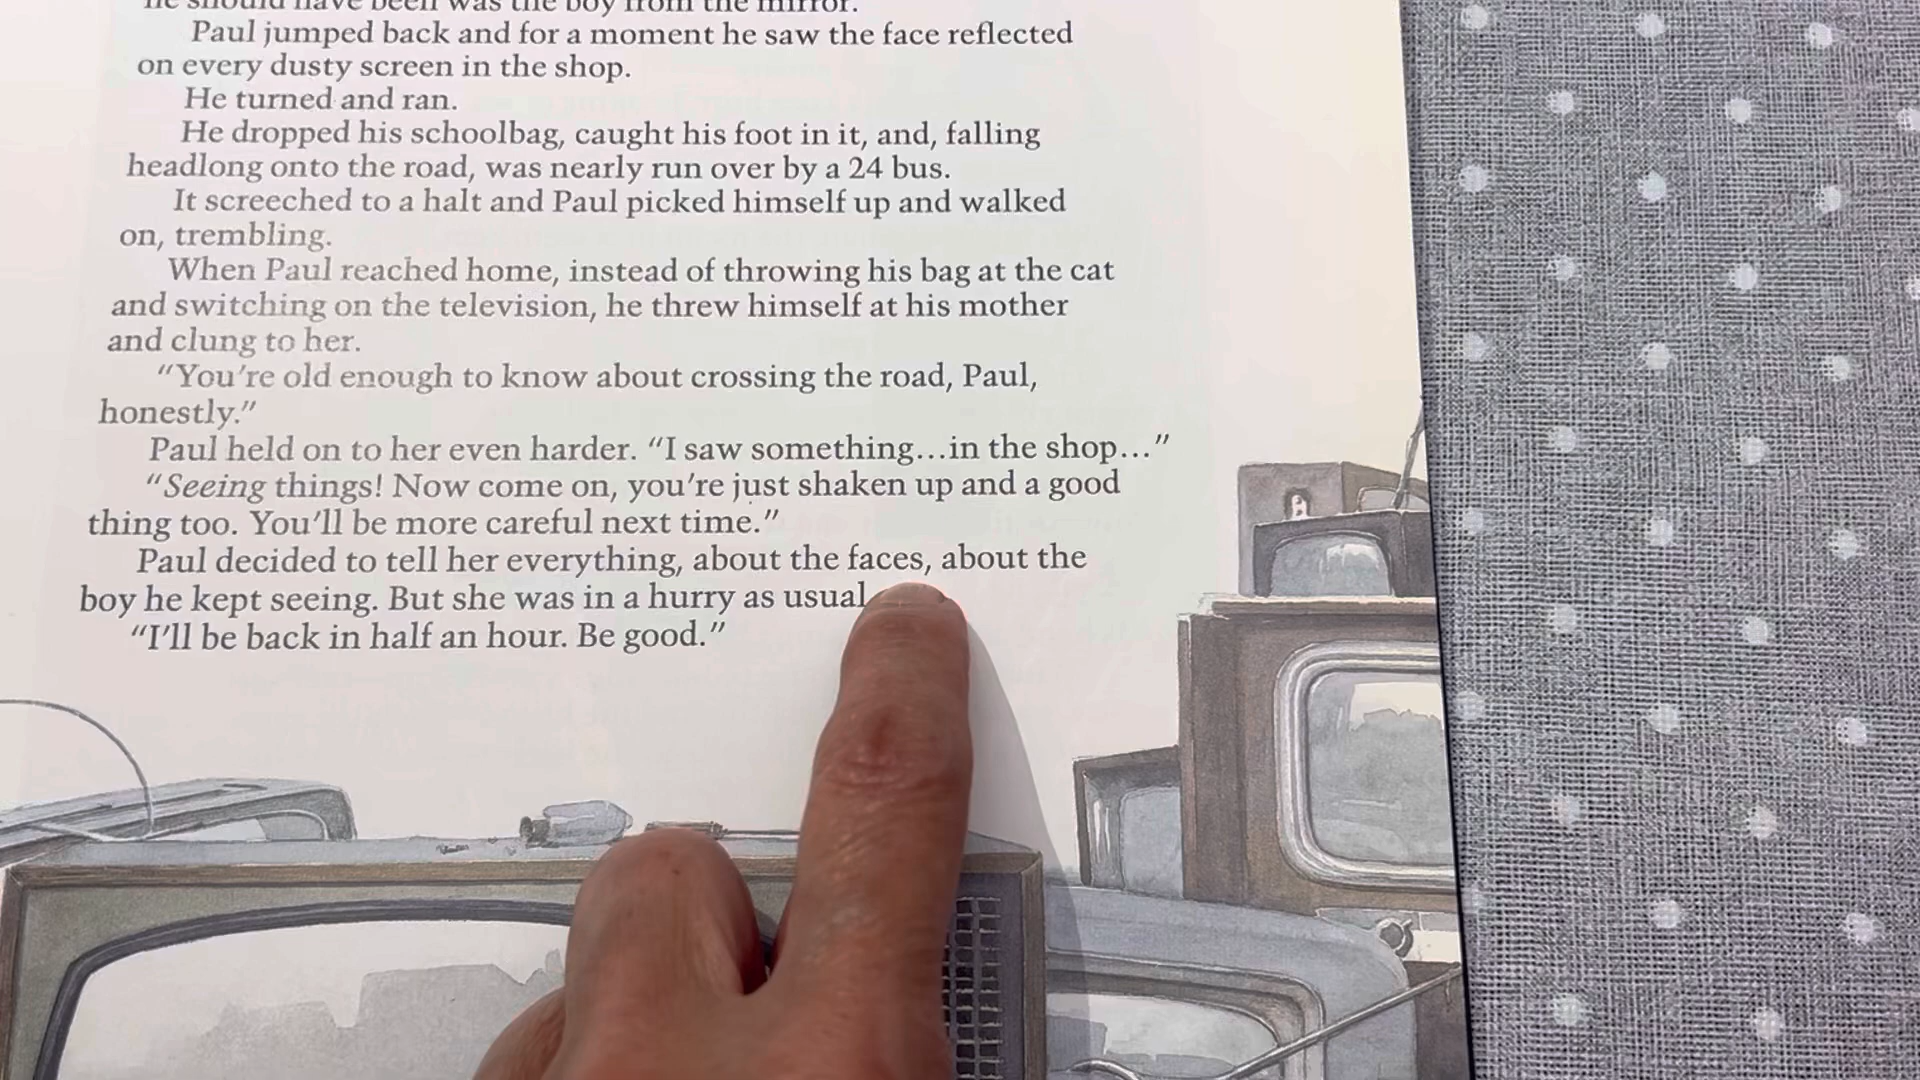 he should have been was the boy from the mirror.
Paul jumped back and for a moment he saw the face reflected
on every dusty screen in the shop.
He turned and ran.
He dropped his schoolbag, caught his foot in it, and, falling
headlong onto the road, was nearly run over by a 24 bus.
It screeched to a halt and Paul picked himself up and walked
on, trembling.
When Paul reached home, instead of throwing his bag at the cat
and switching on the television, he threw himself at his mother
and clung to her.
“You’re old enough to know about crossing the road, Paul,
honestly.”
Paul held on to her even harder. “I saw something…in the shop…”
“Seeing things! Now come on, you’re just shaken up and a good
thing too. You’ll be more careful next time.”
Paul decided to tell her everything, about the faces, about the
boy he kept seeing. But she was in a hurry as usual
“I’ll be back in half an hour. Be good.”